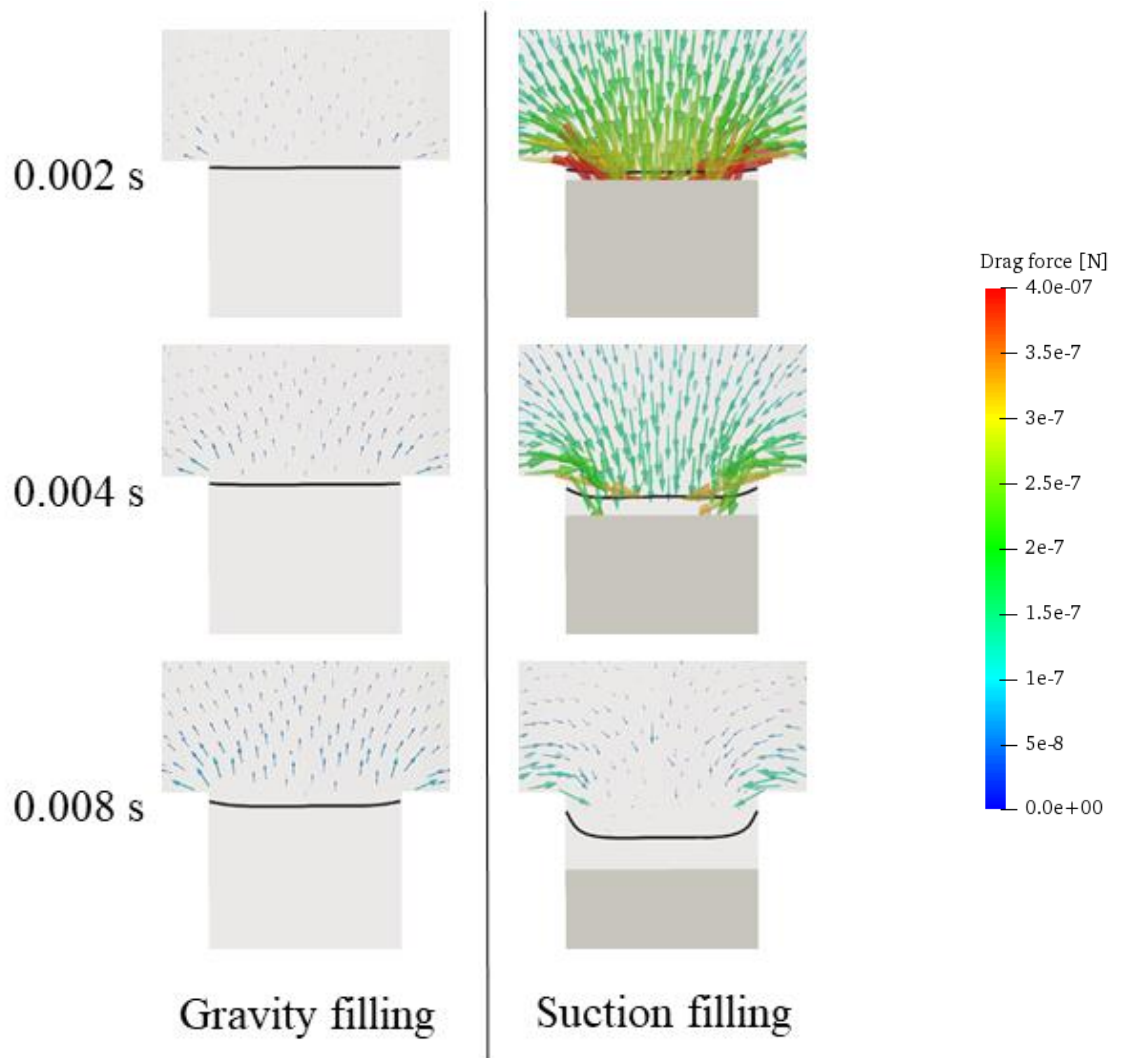 0.002 s
0.004 s
0.008 s
Gravity filling
Suction filling
Drag force [N]
4.0e-07
3.5e-7
3e-7
2.5e-7
2e-7
1.5e-7
1e-7
5e-8
0.0e+00